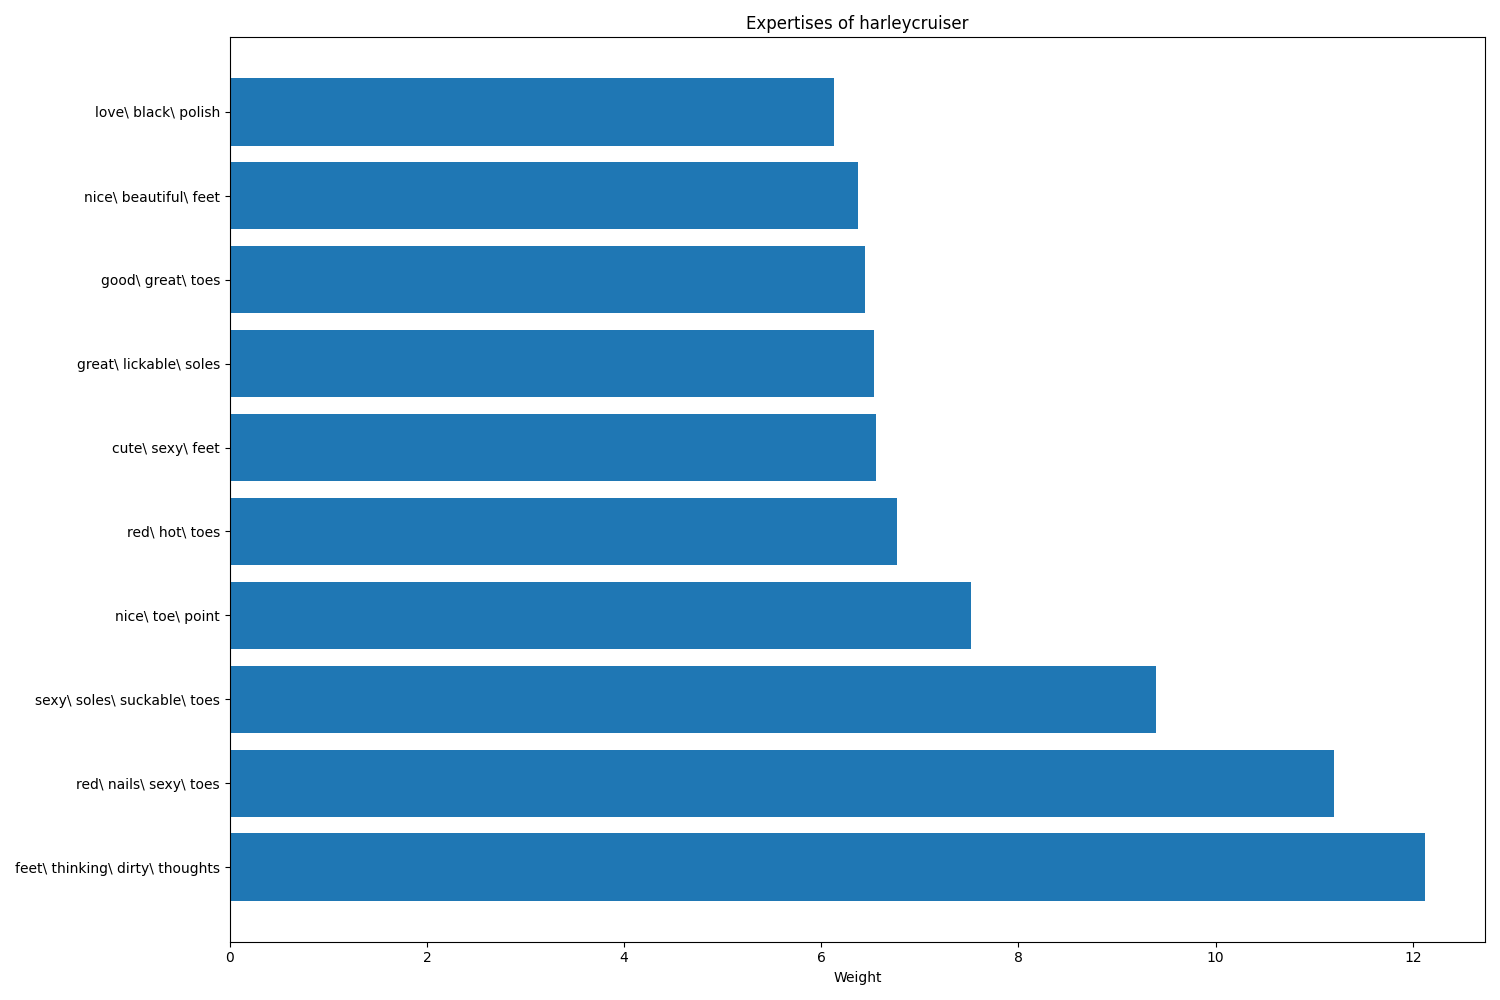 Expertises of harleycruiser
love\ black\ polish
nice\ beautiful\ feet
good\ great\ toes
great\ lickable\ soles
cute\ sexy\ feet
red\ hot\ toes
nice\ toe\ point
sexy\ soles\ suckable\ toes
red\ nails\ sexy\ toes
feet\ thinking\ dirty\ thoughts
0 2 4 6 8 10 12
Weight